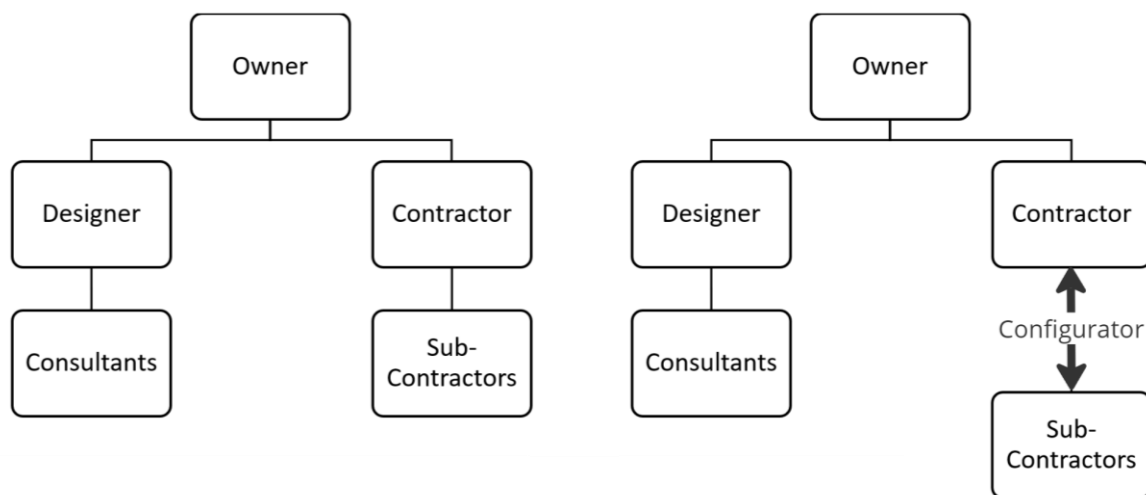 Owner
Owner
Designer
Contractor
Designer
Contractor
Consultants
Sub-
Contractors
Consultants
Configurator
Sub-
Contractors